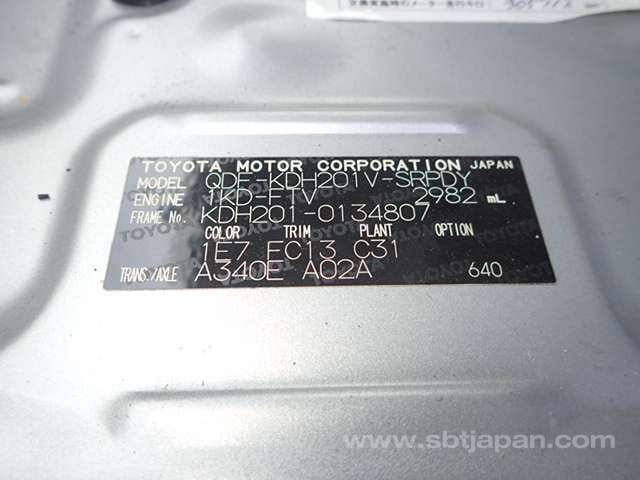 TOYOTA MOTOR CORPORATION JAPAN
MODEL QDF-KDH201V-SRPDY
ENGINE 1KD-FTV 2982 mL
FRAME No. KDH201-0134807
COLOR TRIM PLANT OPTION
1E7 FC13 C31
TRANS./AXLE A340E A02A 640
www.sbtjapan.com